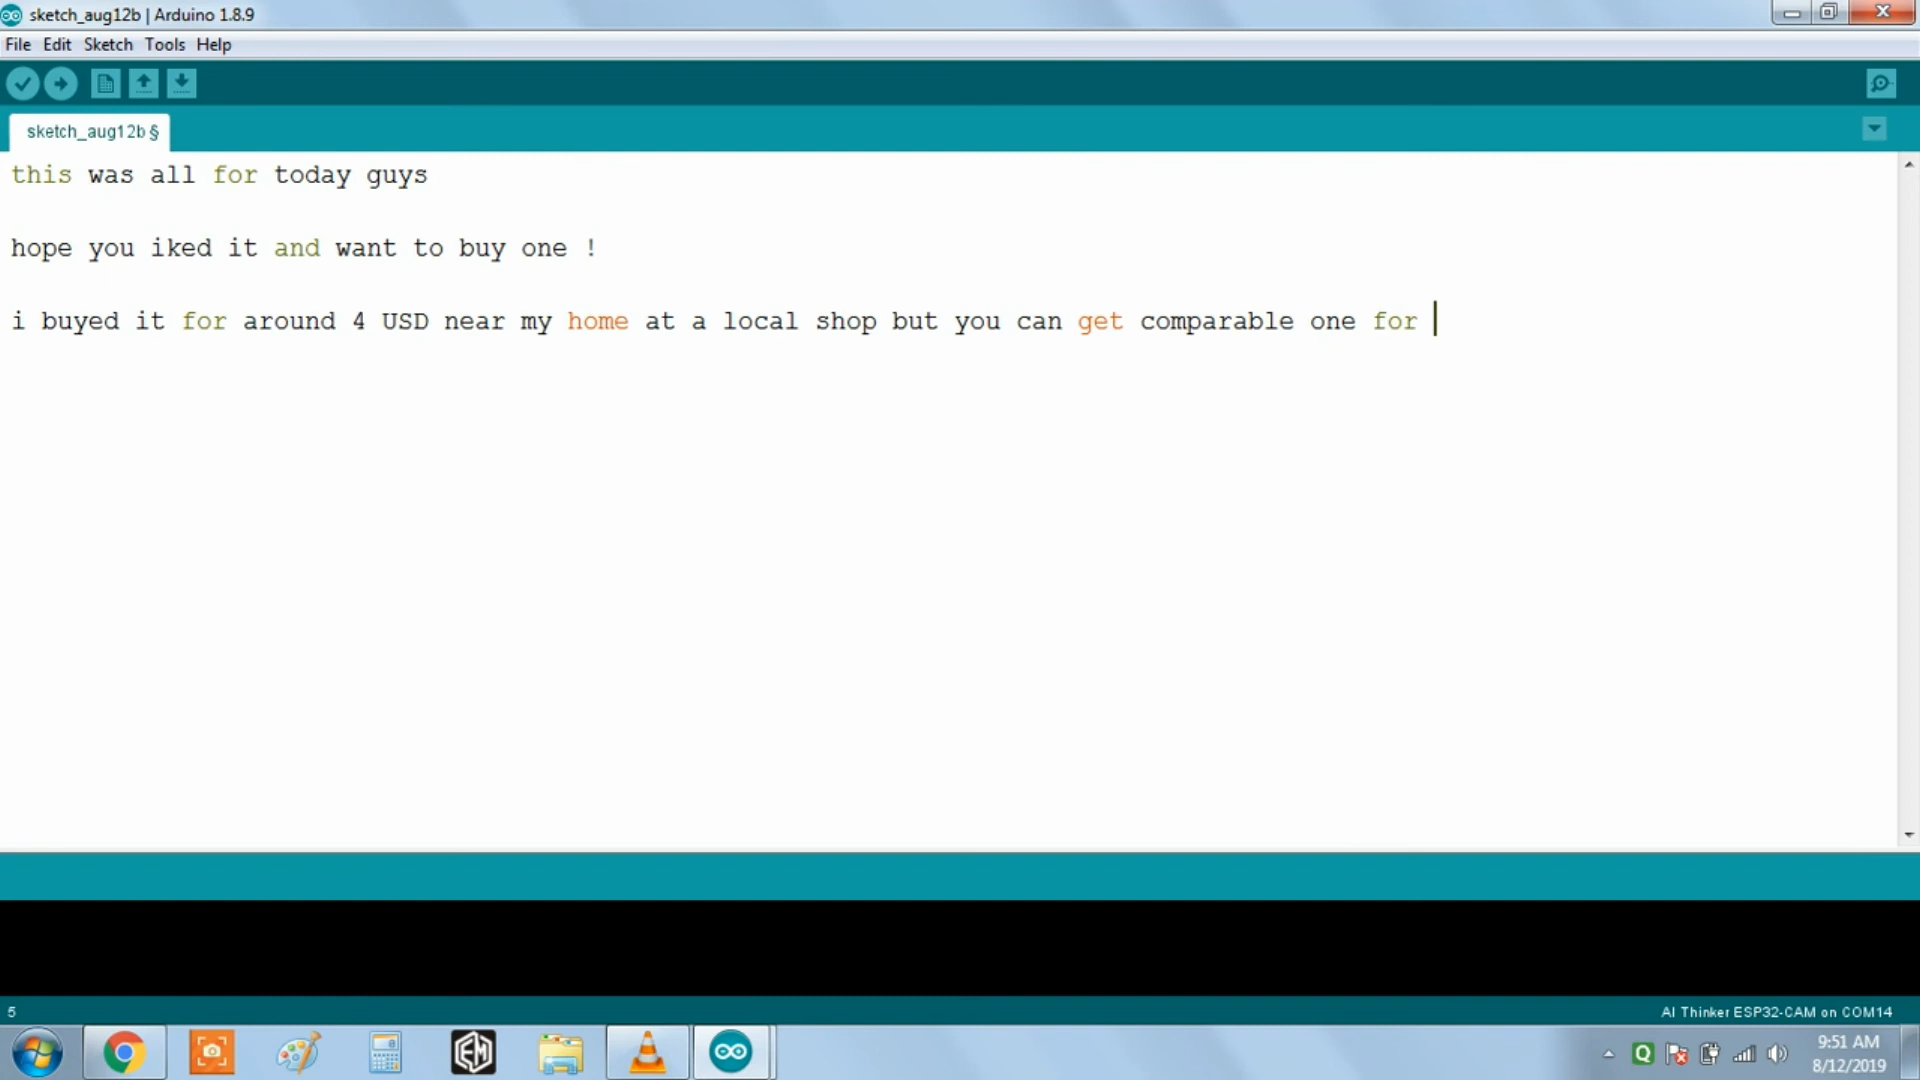 sketch_aug12b | Arduino 1.8.9
File Edit Sketch Tools Help
sketch_aug12b §
this was all for today guys
hope you iked it and want to buy one !
i buyed it for around 4 USD near my home at a local shop but you can get comparable one for
5
AI Thinker ESP32-CAM on COM14
EM
Q
9:51 AM
8/12/2019